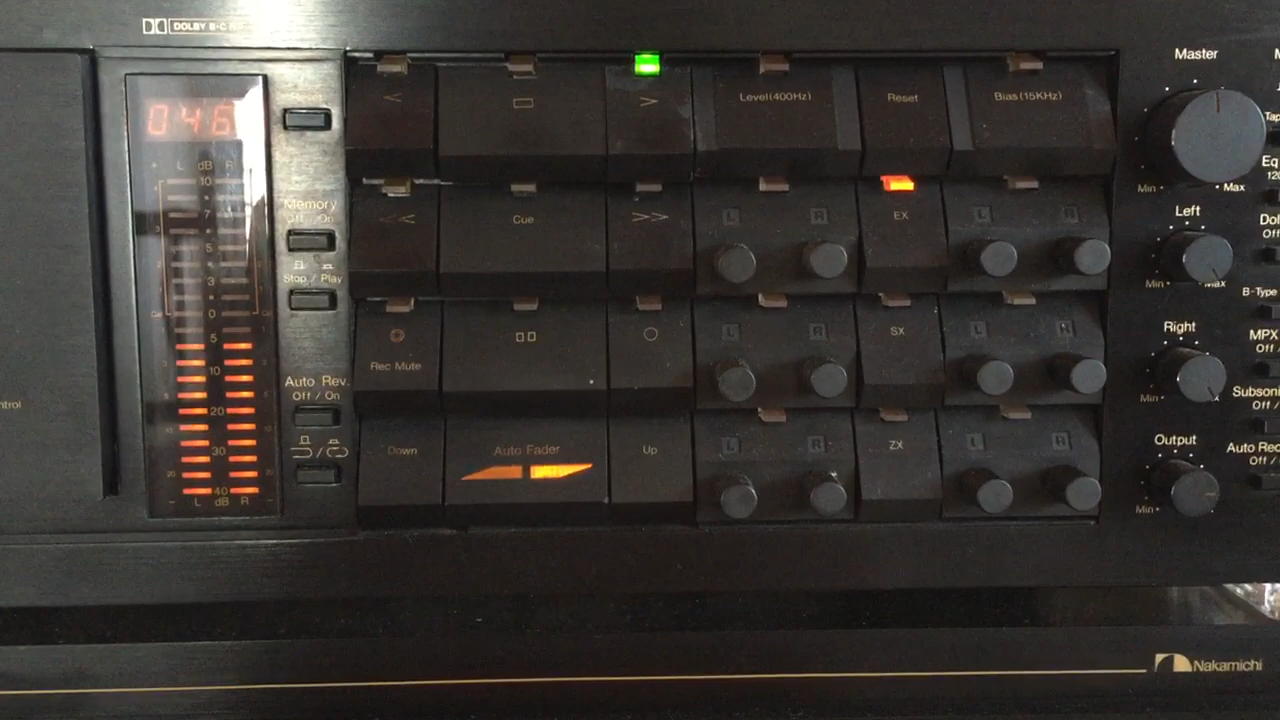 DOLBY B-C
Reset
046
+ L dB R
10
7
5
3
0
5
10
20
30
40
- L dB R
Memory
Off / On
Stop / Play
Auto Rev.
Off / On
ntrol
<
>
Level (400Hz)
Reset
Bias (15KHz)
<<
Cue
>>
L R
EX
L R
Rec Mute
L R
SX
L R
Down
Auto Fader
Up
L R
ZX
L R
Master
Min • Max
Left
Min • Max
Right
Min •
Output
Min •
Tap
Eq
120
Dol
Off
B-Type
MPX
Off /
Subsoni
Off /
Auto Rec
Off /
Nakamichi